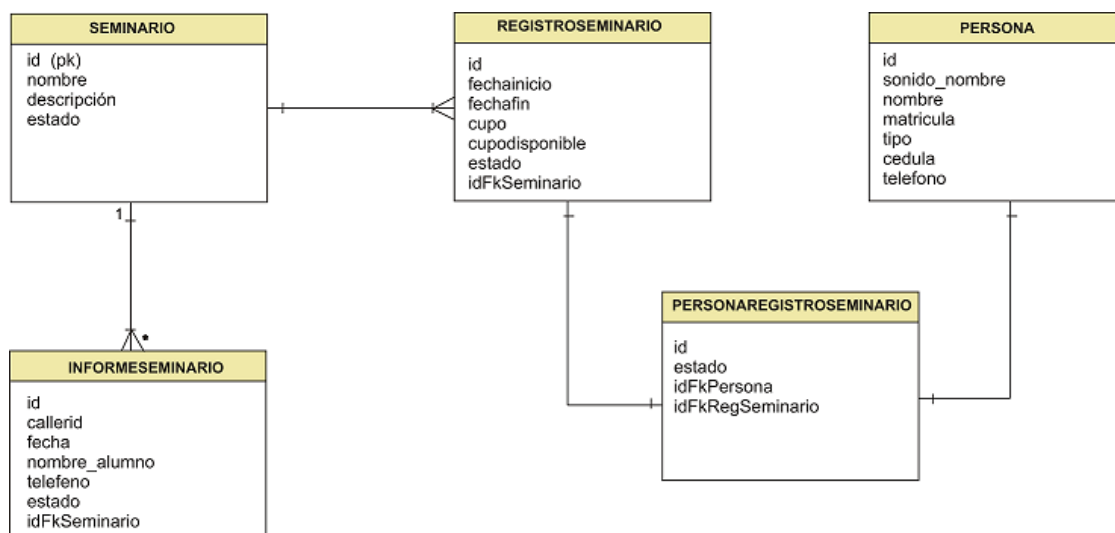 SEMINARIO
id (pk)
nombre
descripción
estado
REGISTROSEMINARIO
id
fechainicio
fechafin
cupo
cupodisponible
estado
idFkSeminario
PERSONA
id
sonido_nombre
nombre
matricula
tipo
cedula
telefono
1
*
PERSONAREGISTROSEMINARIO
id
estado
idFkPersona
idFkRegSeminario
INFORMESEMINARIO
id
callerid
fecha
nombre_alumno
telefeno
estado
idFkSeminario